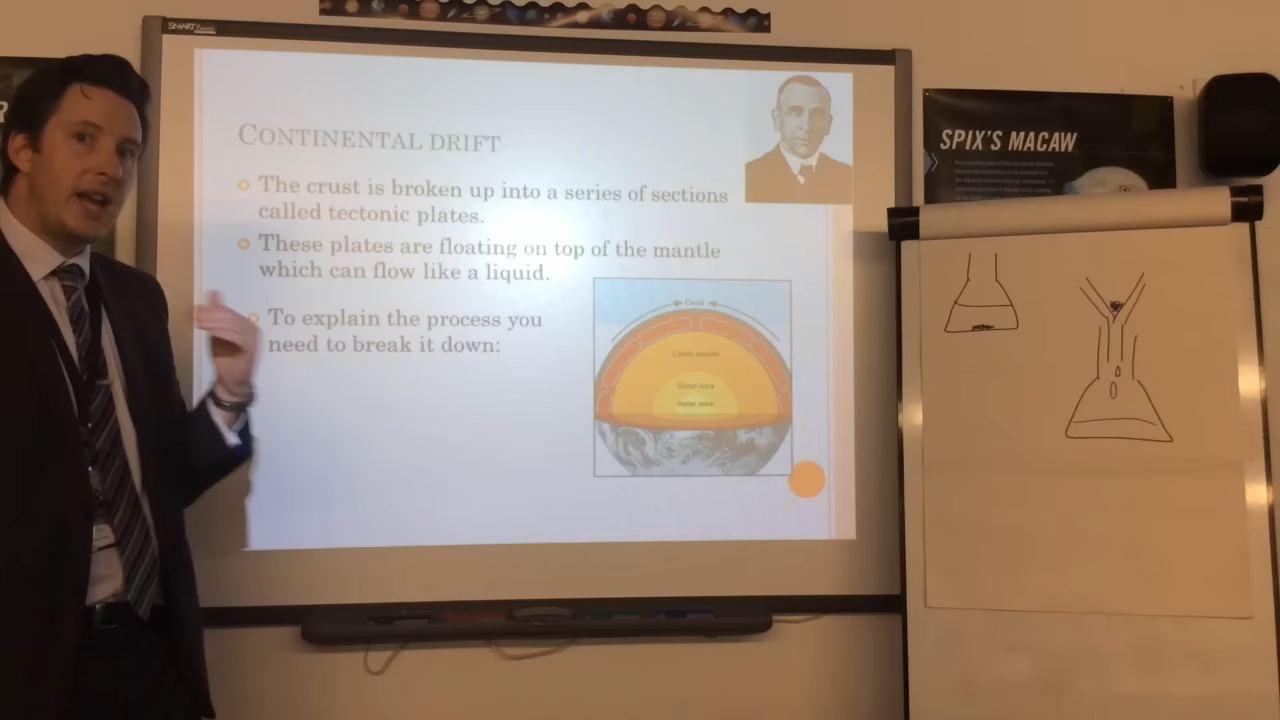 SMART
CONTINENTAL DRIFT
The crust is broken up into a series of sections
called tectonic plates.
These plates are floating on top of the mantle
which can flow like a liquid.
To explain the process you
need to break it down:
Crust
Lower mantle
Outer core
Inner core
SPIX'S MACAW
R